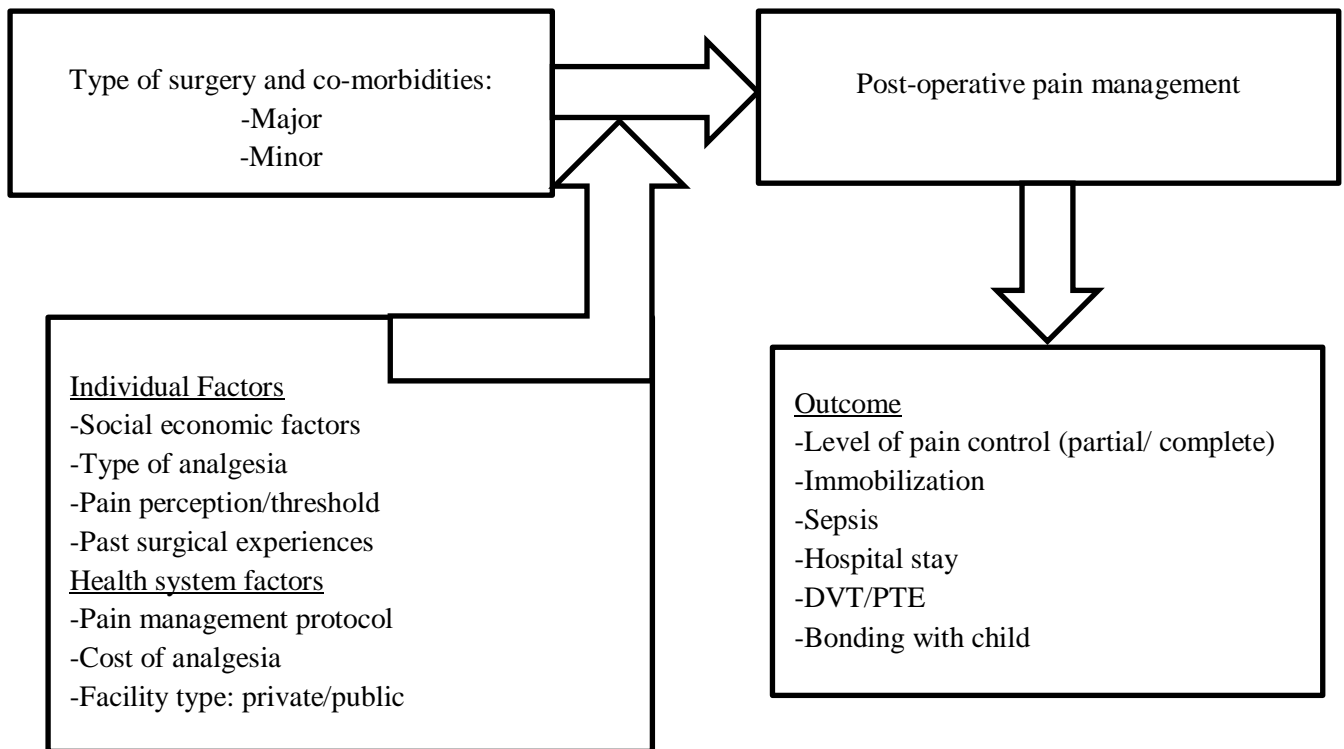 Type of surgery and co-morbidities:
-Major
-Minor
Post-operative pain management
Individual Factors
-Social economic factors
-Type of analgesia
-Pain perception/threshold
-Past surgical experiences
Health system factors
-Pain management protocol
-Cost of analgesia
-Facility type: private/public
Outcome
-Level of pain control (partial/ complete)
-Immobilization
-Sepsis
-Hospital stay
-DVT/PTE
-Bonding with child